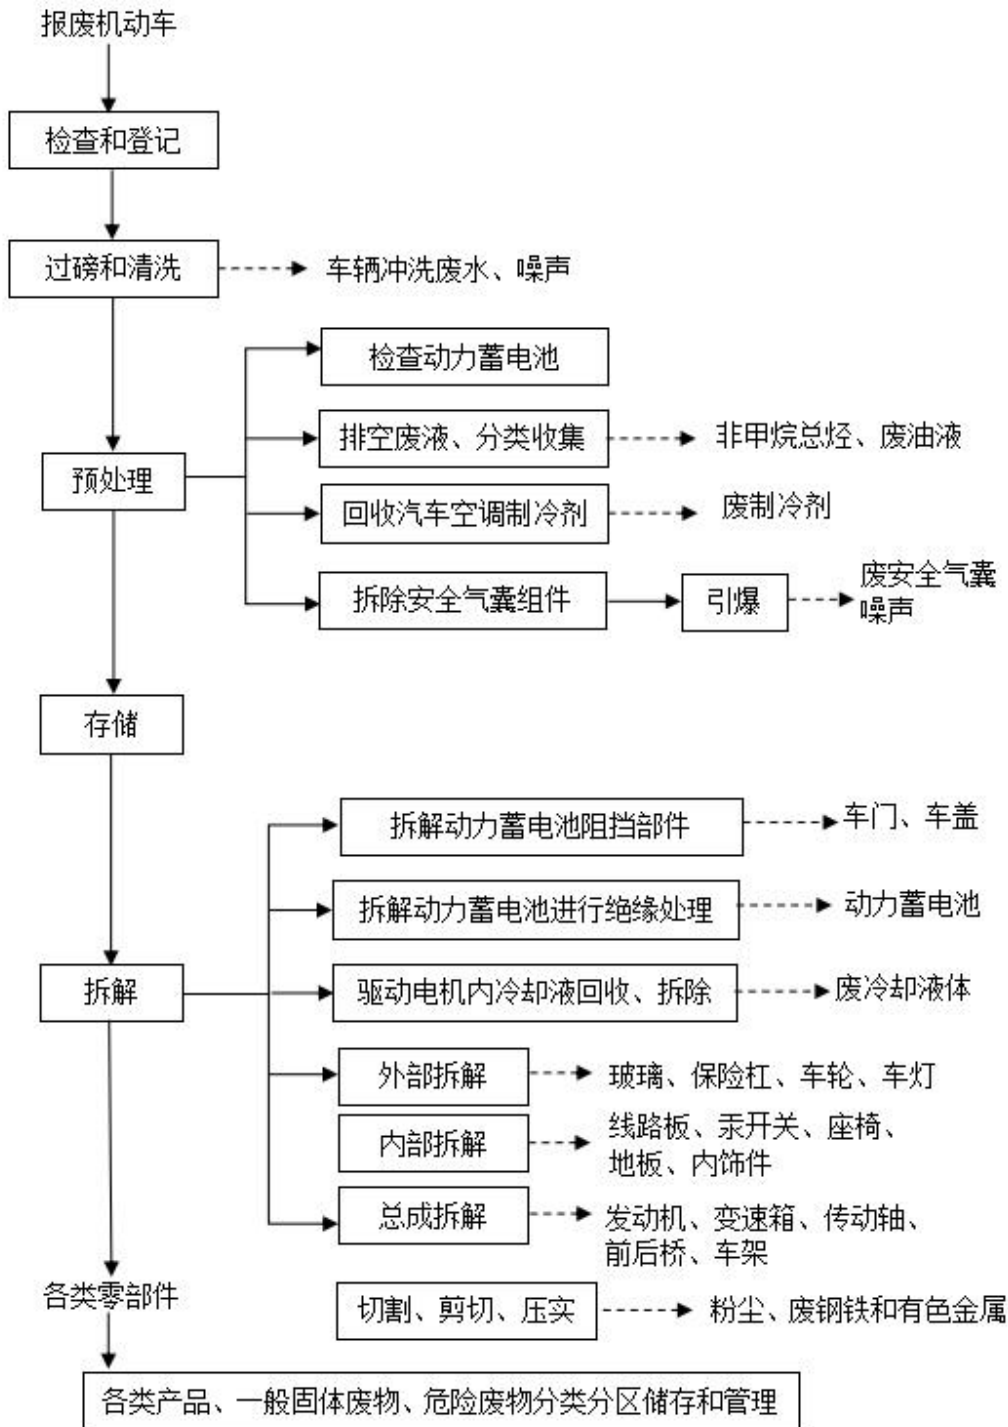 报废机动车
检查和登记
过磅和清洗
车辆冲洗废水、噪声
检查动力蓄电池
排空废液、分类收集
非甲烷总烃、废油液
预处理
回收汽车空调制冷剂
废制冷剂
拆除安全气囊组件
引爆
废安全气囊
噪声
存储
拆解动力蓄电池阻挡部件
车门、车盖
拆解动力蓄电池进行绝缘处理
动力蓄电池
拆解
驱动电机内冷却液回收、拆除
废冷却液体
外部拆解
玻璃、保险杠、车轮、车灯
内部拆解
线路板、汞开关、座椅、
地板、内饰件
总成拆解
发动机、变速箱、传动轴、
前后桥、车架
各类零部件
切割、剪切、压实
粉尘、废钢铁和有色金属
各类产品、一般固体废物、危险废物分类分区储存和管理